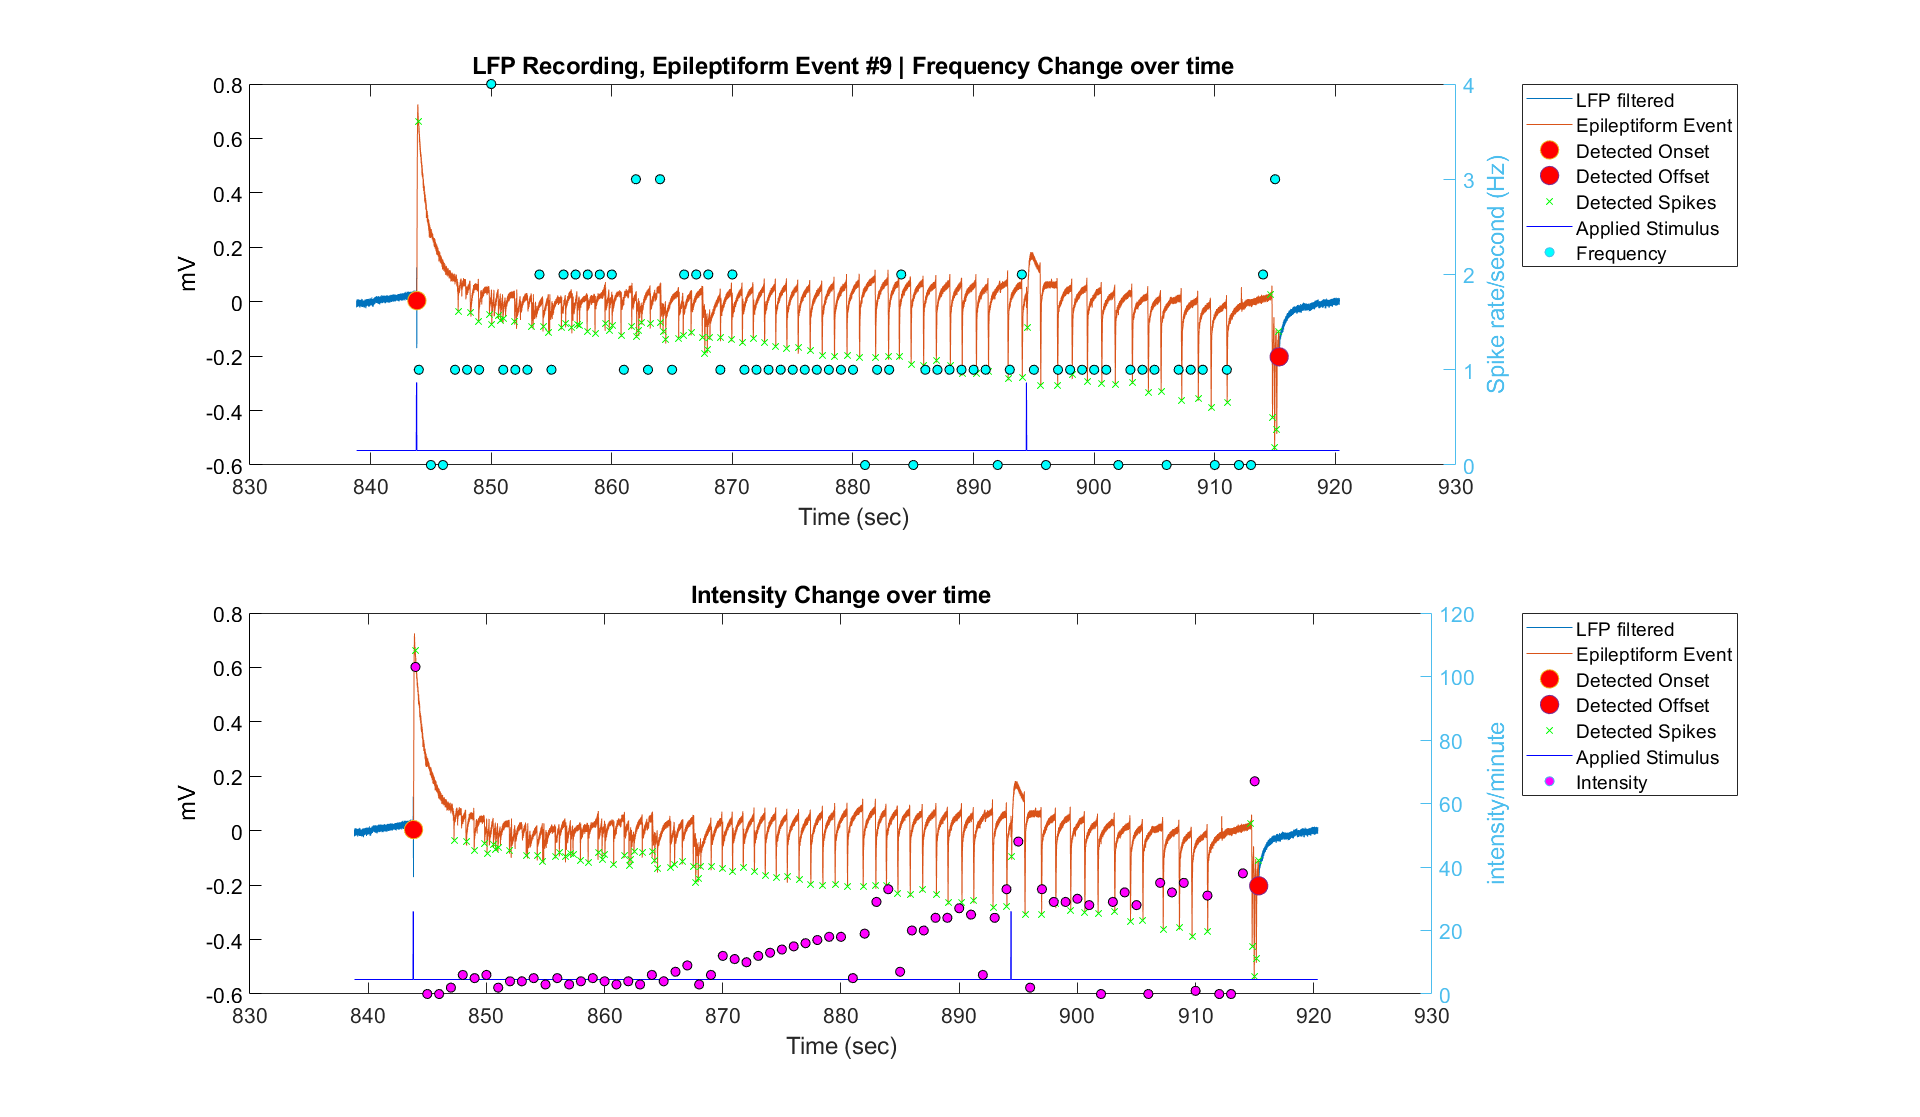 LFP Recording, Epileptiform Event #9 | Frequency Change over time
0.8
0.6
0.4
0.2
0
-0.2
-0.4
-0.6
mV
830 840 850 860 870 880 890 900 910 920 930
Time (sec)
4
3
2
1
0
Spike rate/second (Hz)
LFP filtered
Epileptiform Event
Detected Onset
Detected Offset
Detected Spikes
Applied Stimulus
Frequency
Intensity Change over time
0.8
0.6
0.4
0.2
0
-0.2
-0.4
-0.6
mV
830 840 850 860 870 880 890 900 910 920 930
Time (sec)
120
100
80
60
40
20
0
intensity/minute
LFP filtered
Epileptiform Event
Detected Onset
Detected Offset
Detected Spikes
Applied Stimulus
Intensity